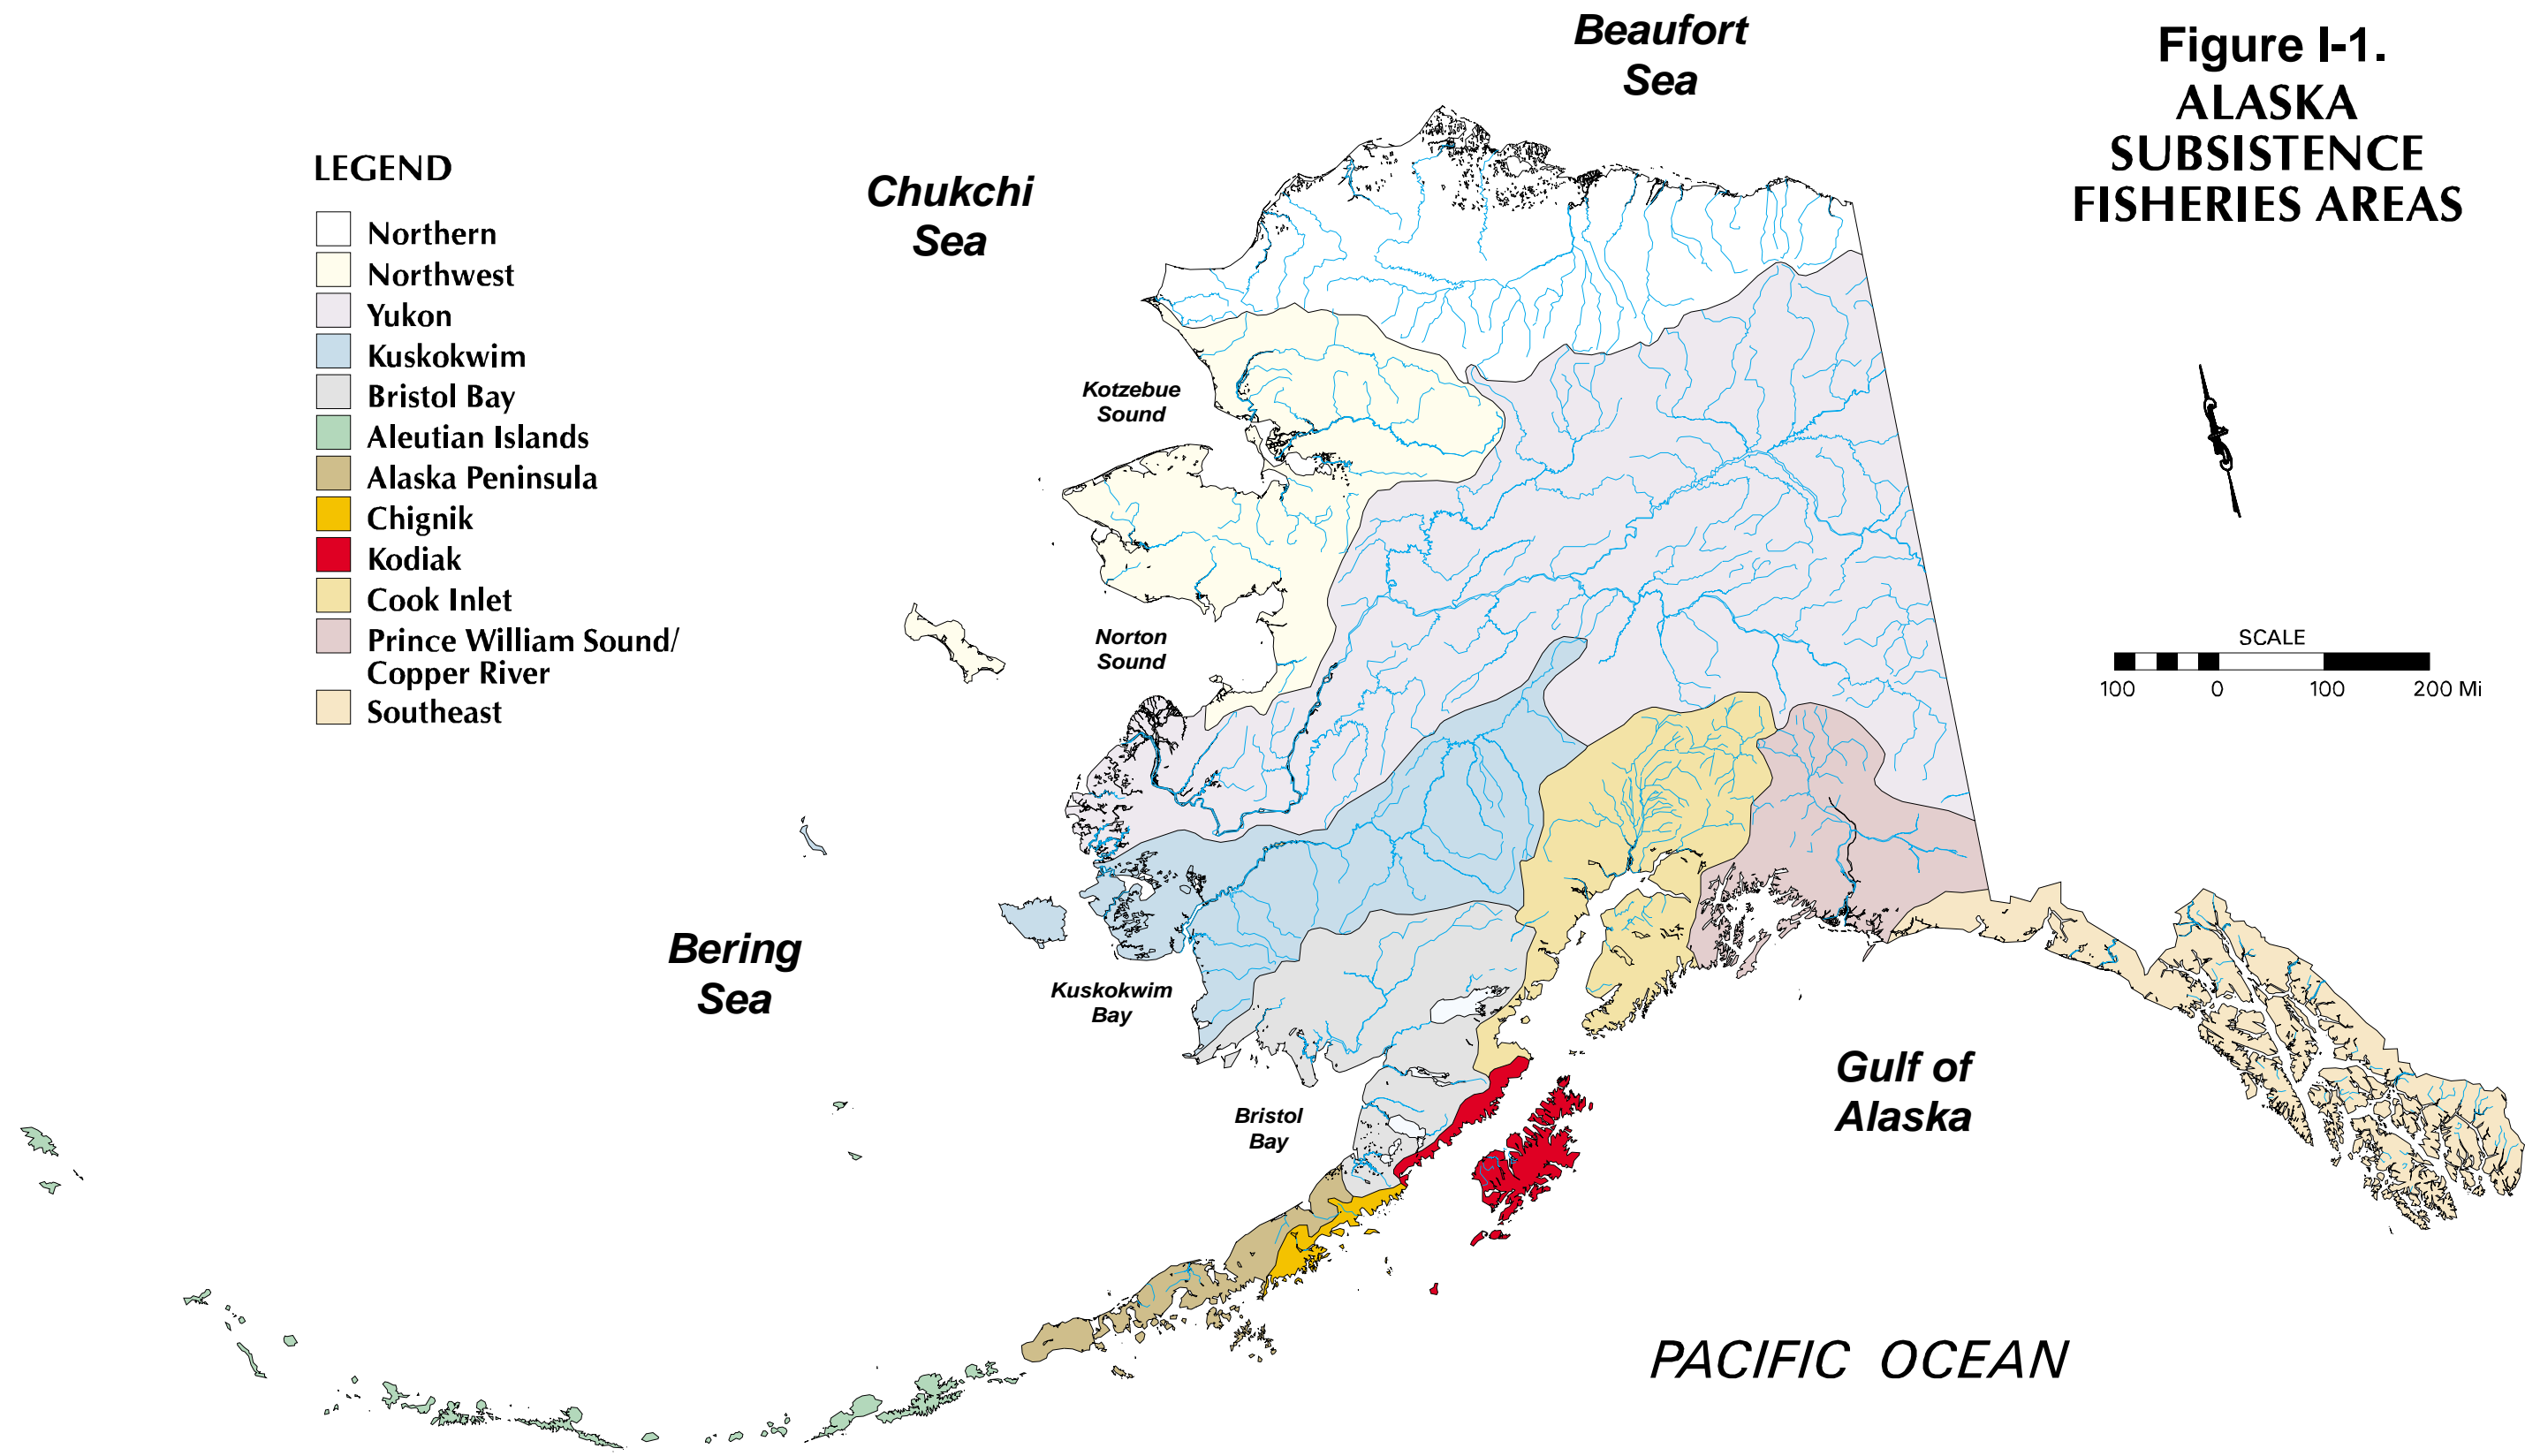 Figure I-1.
ALASKA
SUBSISTENCE
FISHERIES AREAS
LEGEND
Northern
Northwest
Yukon
Kuskokwim
Bristol Bay
Aleutian Islands
Alaska Peninsula
Chignik
Kodiak
Cook Inlet
Prince William Sound/
Copper River
Southeast
Beaufort
Sea
Chukchi
Sea
Kotzebue
Sound
Norton
Sound
SCALE
100 0 100 200 Mi
Bering
Sea
Kuskokwim
Bay
Bristol
Bay
Gulf of
Alaska
PACIFIC OCEAN